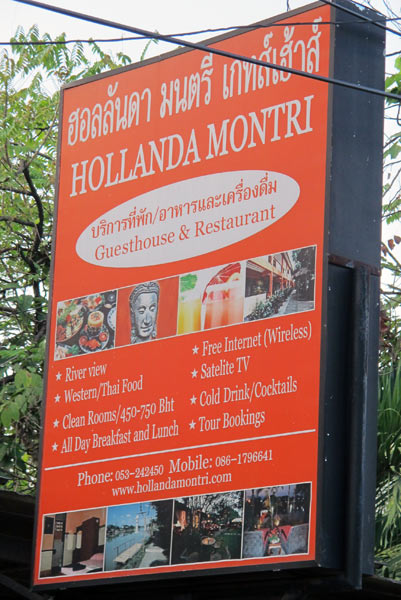 ฮอลลันดา มนตรี เกทส์เฮ้าส์
HOLLANDA MONTRI
บริการที่พัก/อาหารและเครื่องดื่ม
Guesthouse & Restaurant
★ River view
★ Western/Thai Food
★ Clean Rooms/450-750 Bht
★ All Day Breakfast and Lunch
★ Free Internet (Wireless)
★ Satelite TV
★ Cold Drink/Cocktails
★ Tour Bookings
Phone: 053-242450 Mobile: 086-1796641
www.hollandamontri.com